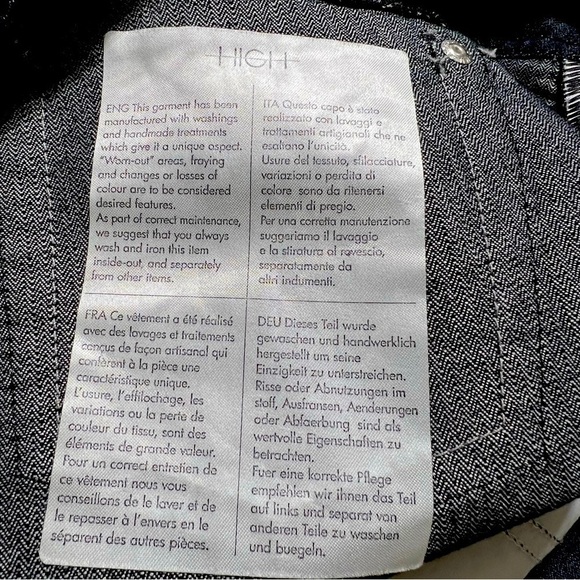 HIGH
ENG This garment has been
manufactured with washings
and handmade treatments
which give it a unique aspect.
"Worn-out" areas, fraying
and changes or losses of
colour are to be considered
desired features.
As part of correct maintenance,
we suggest that you always
wash and iron this item
inside-out, and separately
from other items.
ITA Questo capo è stato
realizzato con lavaggi e
trattamenti artigianali che ne
esaltano l'unicità.
Usure del tessuto, sfilacciature,
variazioni o perdita di
colore sono da ritenersi
elementi di pregio.
Per una corretta manutenzione
suggeriamo il lavaggio
e la stiratura al rovescio,
separatamente da
altri indumenti.
FRA Ce vêtement a été réalisé
avec des lavages et traitements
conçus de façon artisanal qui
confèrent à la pièce une
caractéristique unique.
L'usure, l'effilochage, les
variations ou la perte de
couleur du tissu, sont des
éléments de grande valeur.
Pour un correct entretien de
ce vêtement nous vous
conseillons de le laver et de
le repasser à l'envers en le
séparent des autres pièces.
DEU Dieses Teil wurde
gewaschen und handwerklich
hergestellt um seine
Einzigkeit zu unterstreichen.
Risse oder Abnutzungen im
stoff, Ausfransen, Aenderungen
oder Abfaerbung sind als
wertvolle Eigenschaften zu
betrachten.
Fuer eine korrekte Pflege
empfehlen wir ihnen das Teil
auf links und separat von
anderen Teile zu waschen
und buegeln.